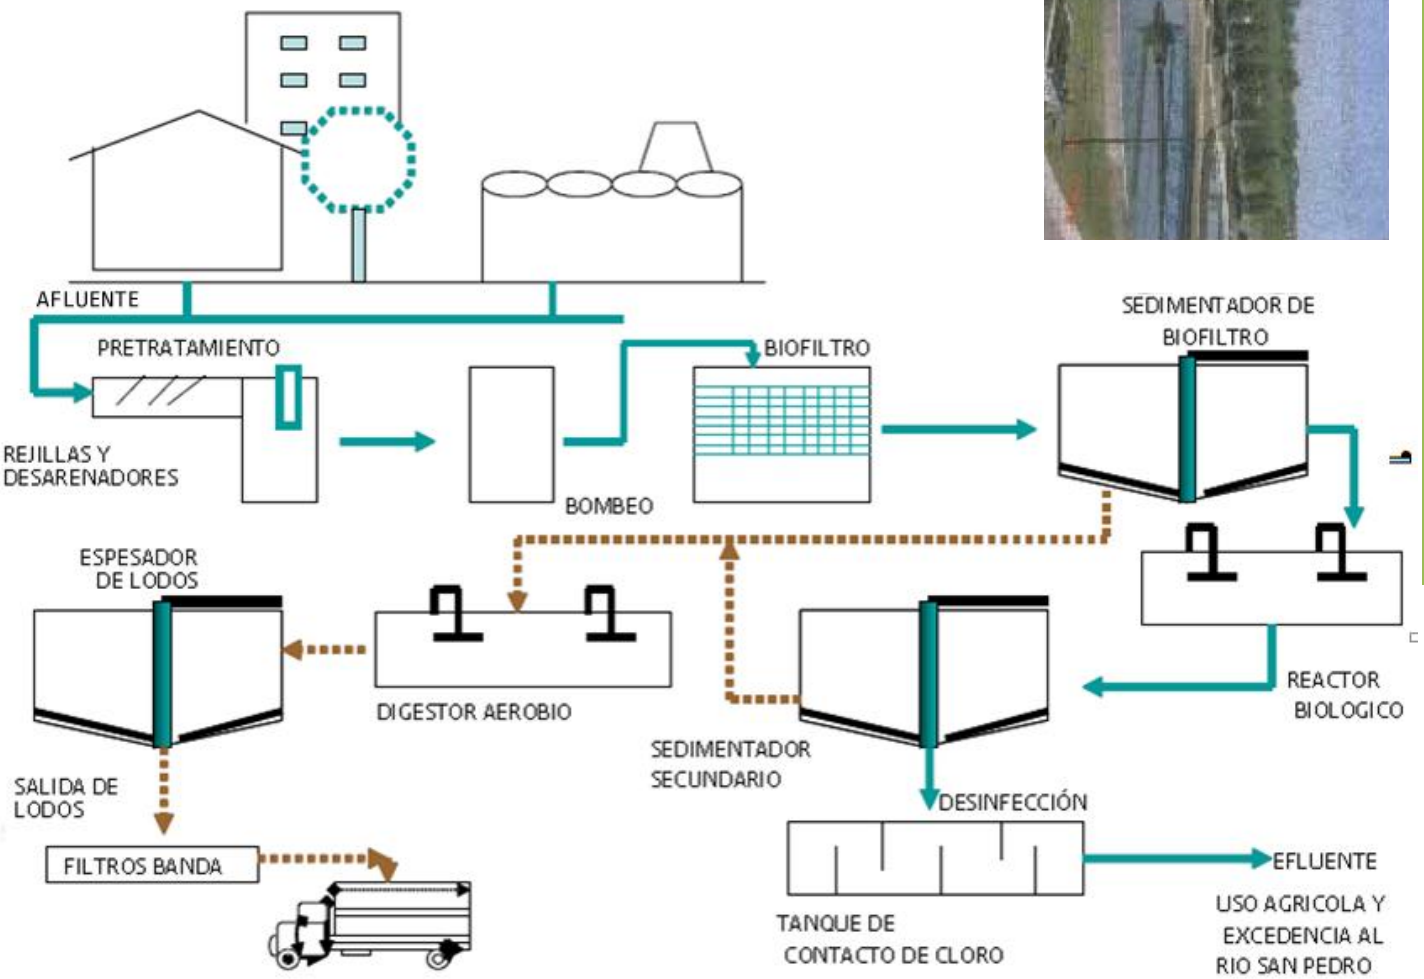 AFLUENTE
PRETRATAMIENTO
REJILLAS Y
DESARENADORES
BOMBEO
BIOFILTRO
SEDIMENTADOR DE
BIOFILTRO
REACTOR
BIOLOGICO
SEDIMENTADOR
SECUNDARIO
DIGESTOR AEROBIO
ESPESADOR
DE LODOS
SALIDA DE
LODOS
FILTROS BANDA
DESINFECCIÓN
TANQUE DE
CONTACTO DE CLORO
EFLUENTE
USO AGRICOLA Y
EXCEDENCIA AL
RIO SAN PEDRO